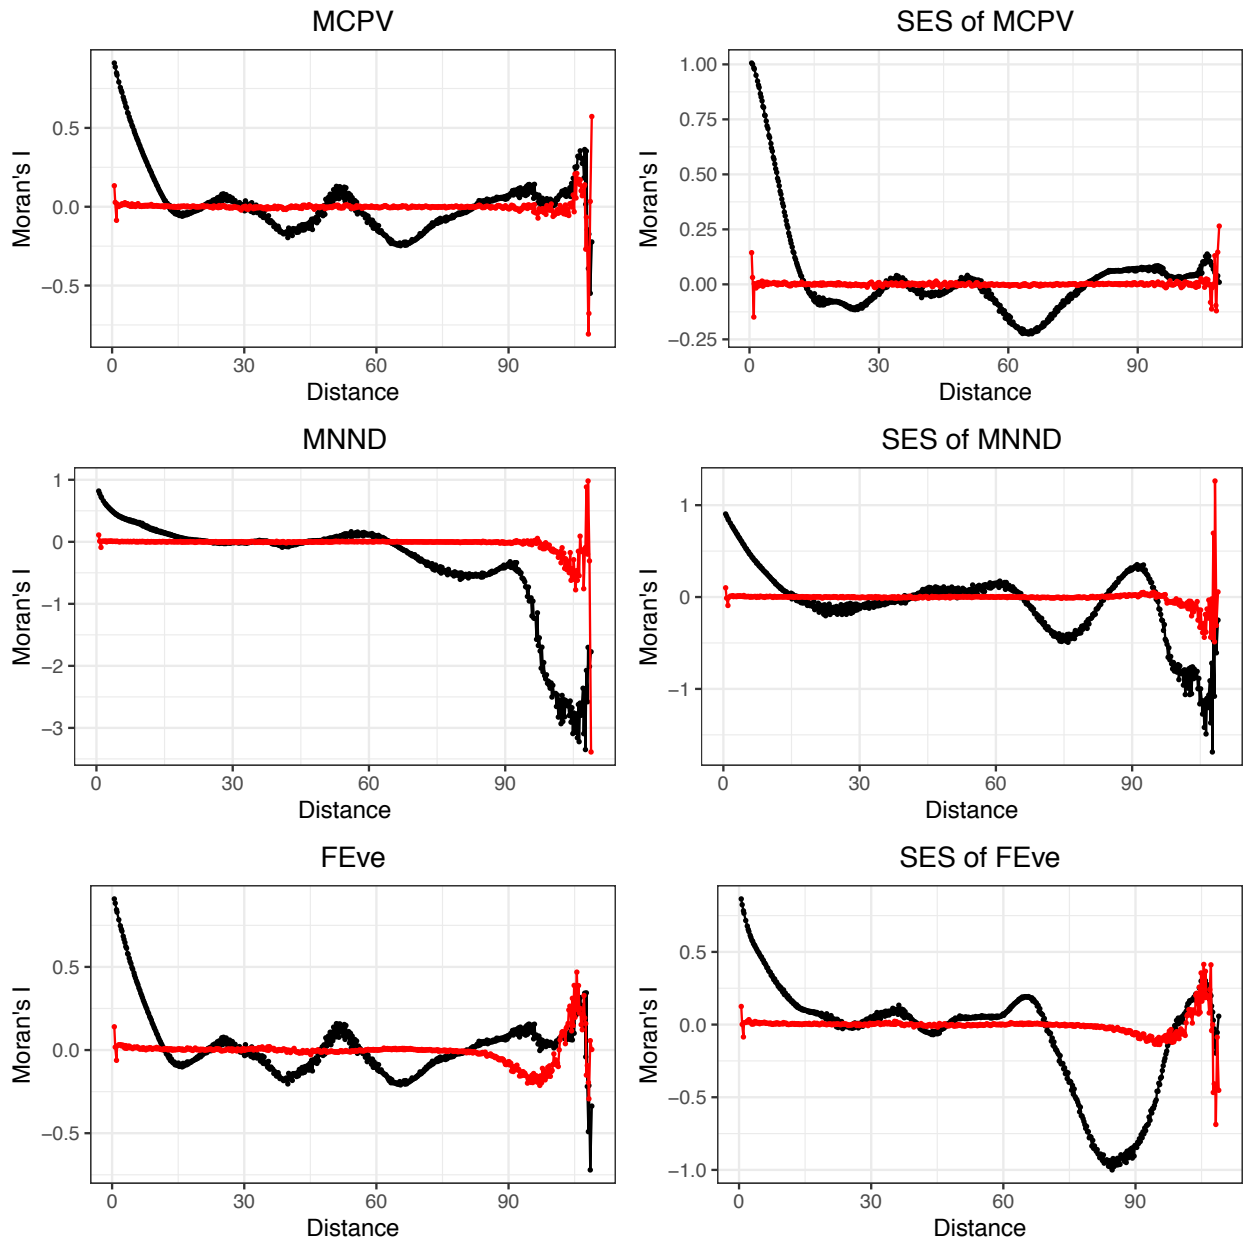 MCPV
Moran's I
0.5
0.0
−0.5
0 30 60 90
Distance
SES of MCPV
Moran's I
1.00
0.75
0.50
0.25
0.00
−0.25
0 30 60 90
Distance
MNND
Moran's I
1
0
−1
−2
−3
0 30 60 90
Distance
SES of MNND
Moran's I
1
0
−1
0 30 60 90
Distance
FEve
Moran's I
0.5
0.0
−0.5
0 30 60 90
Distance
SES of FEve
Moran's I
0.5
0.0
−0.5
−1.0
0 30 60 90
Distance